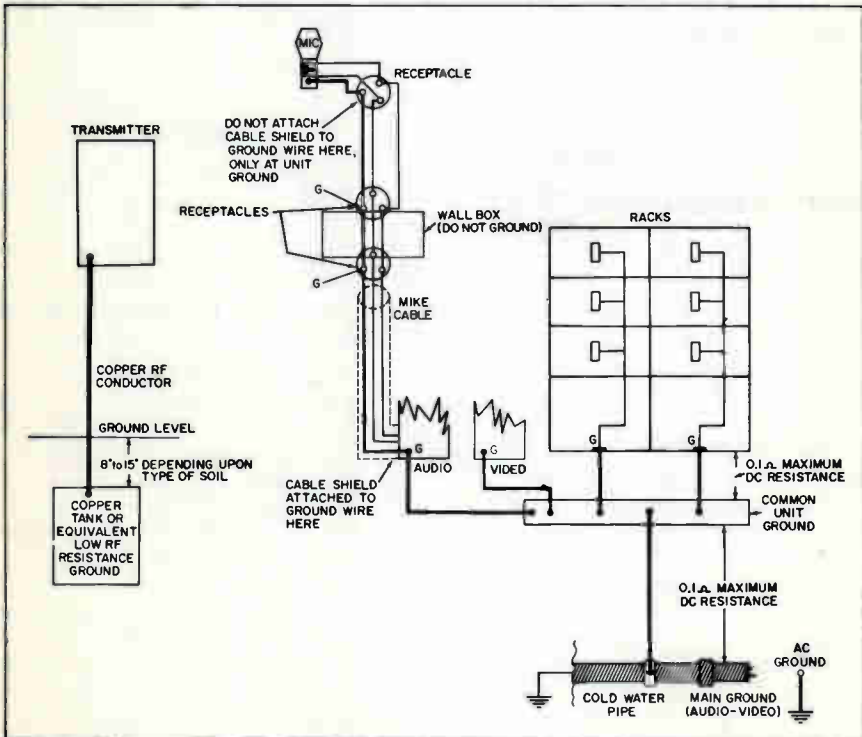 MIC
RECEPTACLE
DO NOT ATTACH
CABLE SHIELD TO
GROUND WIRE HERE,
ONLY AT UNIT
GROUND
TRANSMITTER
G
RECEPTACLES
WALL BOX
(DO NOT GROUND)
G
MIKE
CABLE
RACKS
COPPER RF
CONDUCTOR
GROUND LEVEL
8" to 15" DEPENDING UPON
TYPE OF SOIL
COPPER
TANK OR
EQUIVALENT
LOW RF
RESISTANCE
GROUND
G
AUDIO
G
VIDEO
CABLE SHIELD
ATTACHED TO
GROUND WIRE
HERE
G
G
0.1Ω MAXIMUM
DC RESISTANCE
COMMON
UNIT
GROUND
0.1Ω MAXIMUM
DC RESISTANCE
AC
GROUND
COLD WATER
PIPE
MAIN GROUND
(AUDIO-VIDEO)